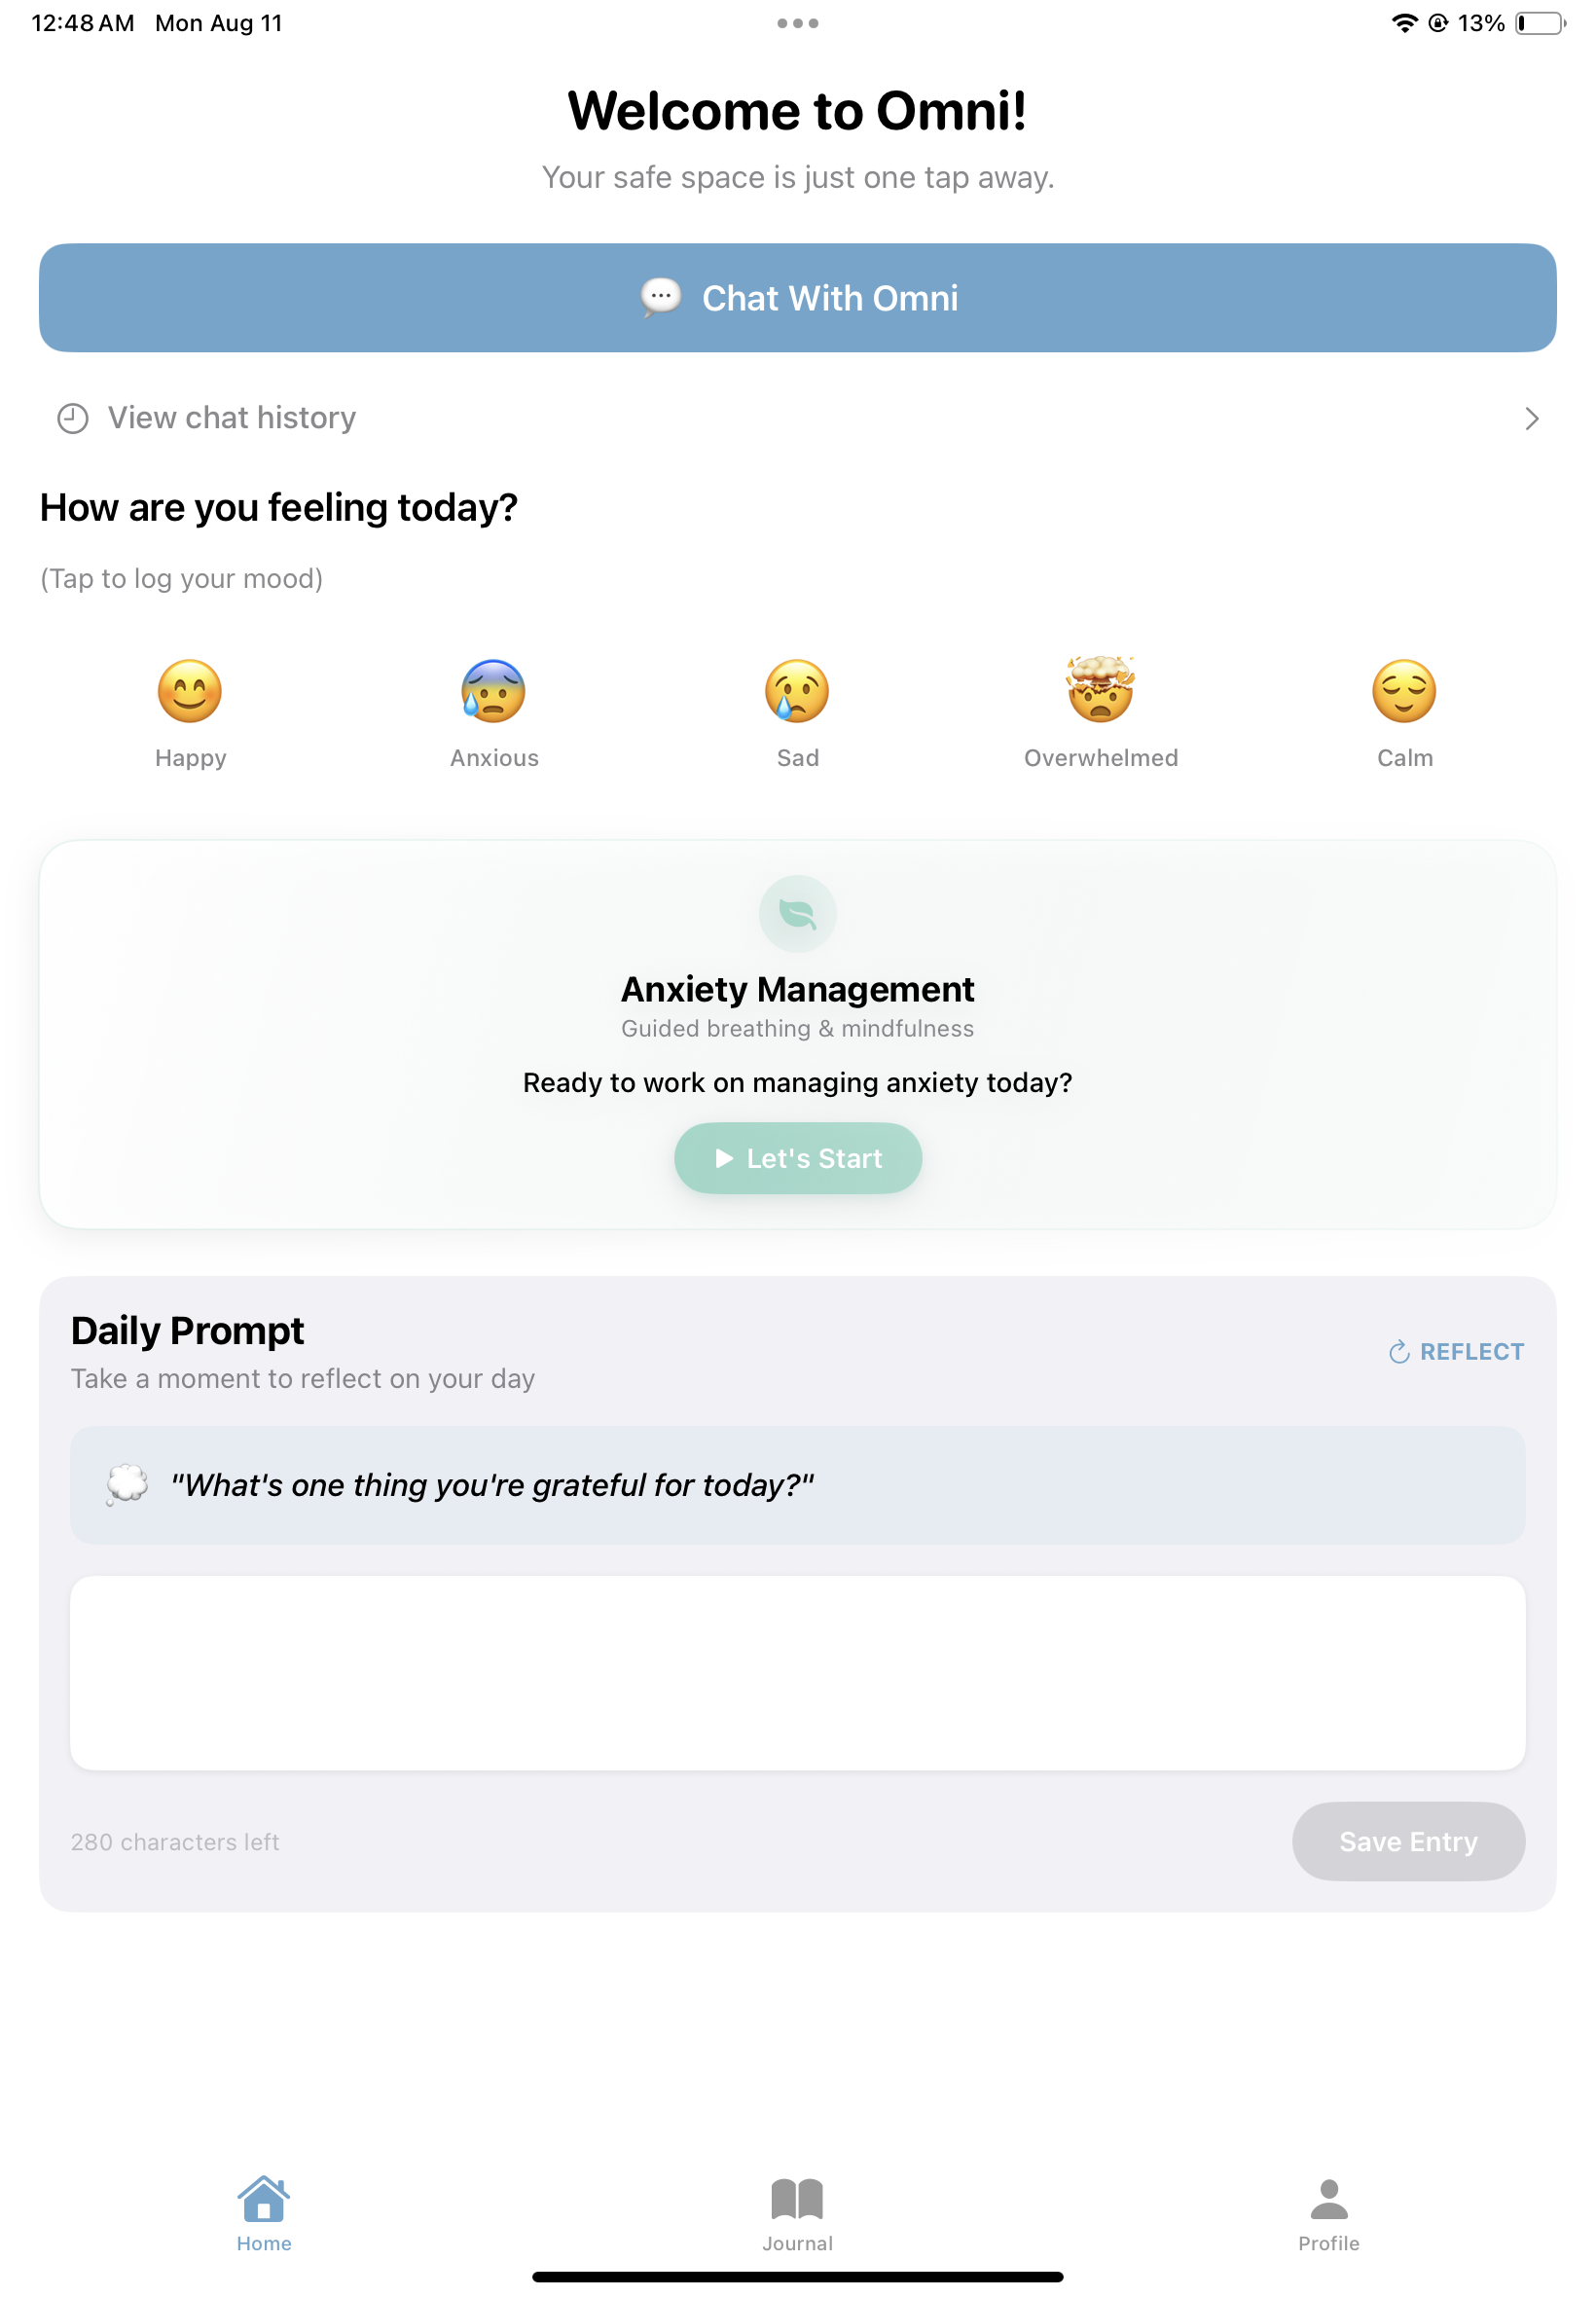 12:48 AM Mon Aug 11
13%
Welcome to Omni!
Your safe space is just one tap away.
Chat With Omni
View chat history
How are you feeling today?
(Tap to log your mood)
Happy
Anxious
Sad
Overwhelmed
Calm
Anxiety Management
Guided breathing & mindfulness
Ready to work on managing anxiety today?
Let's Start
Daily Prompt
REFLECT
Take a moment to reflect on your day
"What's one thing you're grateful for today?"
280 characters left
Save Entry
Home
Journal
Profile